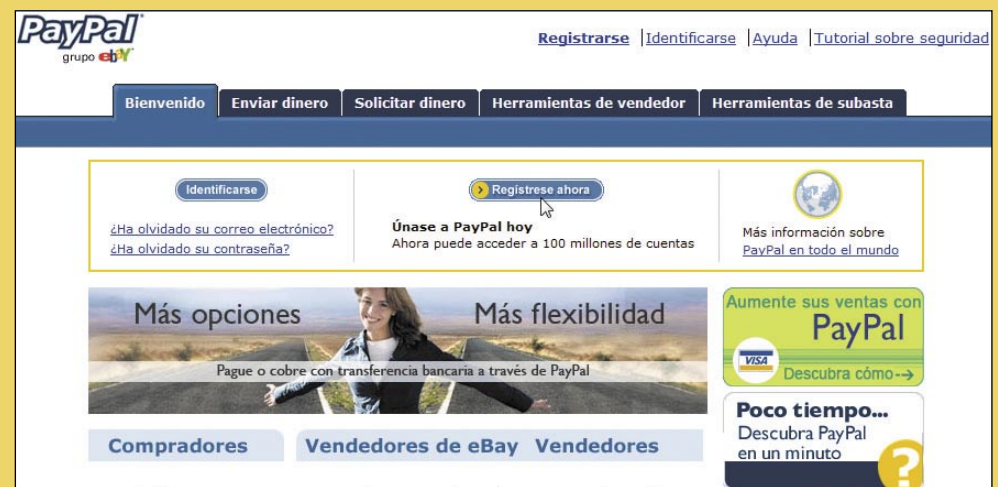 PayPal
grupo ebY
Registrarse Identificarse Ayuda Tutorial sobre seguridad
Bienvenido Enviar dinero Solicitar dinero Herramientas de vendedor Herramientas de subasta
Identificarse
¿Ha olvidado su correo electrónico?
¿Ha olvidado su contraseña?
Regístrese ahora
Únase a PayPal hoy
Ahora puede acceder a 100 millones de cuentas
Más información sobre
PayPal en todo el mundo
Más opciones Más flexibilidad
Pague o cobre con transferencia bancaria a través de PayPal
Aumente sus ventas con
PayPal
VISA
Descubra cómo
Poco tiempo...
Descubra PayPal
en un minuto
?
Compradores Vendedores de eBay Vendedores